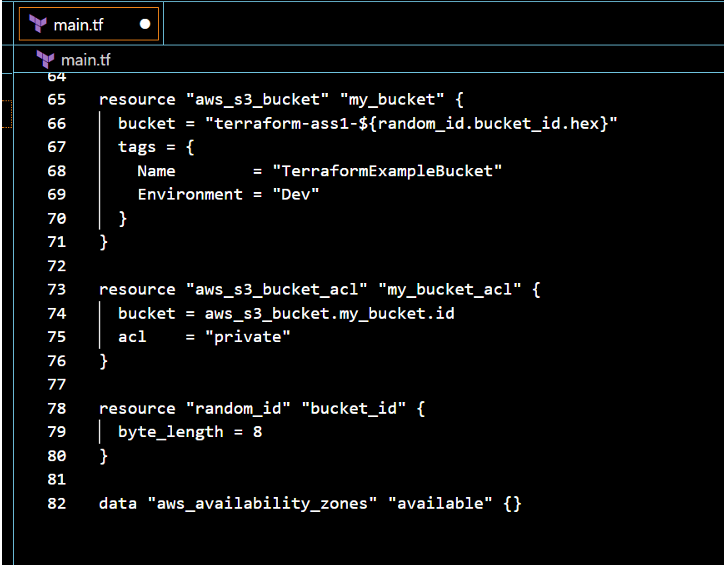 main.tf
main.tf
64
65 resource "aws_s3_bucket" "my_bucket" {
66   bucket = "terraform-ass1-${random_id.bucket_id.hex}"
67   tags = {
68     Name        = "TerraformExampleBucket"
69     Environment = "Dev"
70   }
71 }
72
73 resource "aws_s3_bucket_acl" "my_bucket_acl" {
74   bucket = aws_s3_bucket.my_bucket.id
75   acl    = "private"
76 }
77
78 resource "random_id" "bucket_id" {
79   byte_length = 8
80 }
81
82 data "aws_availability_zones" "available" {}